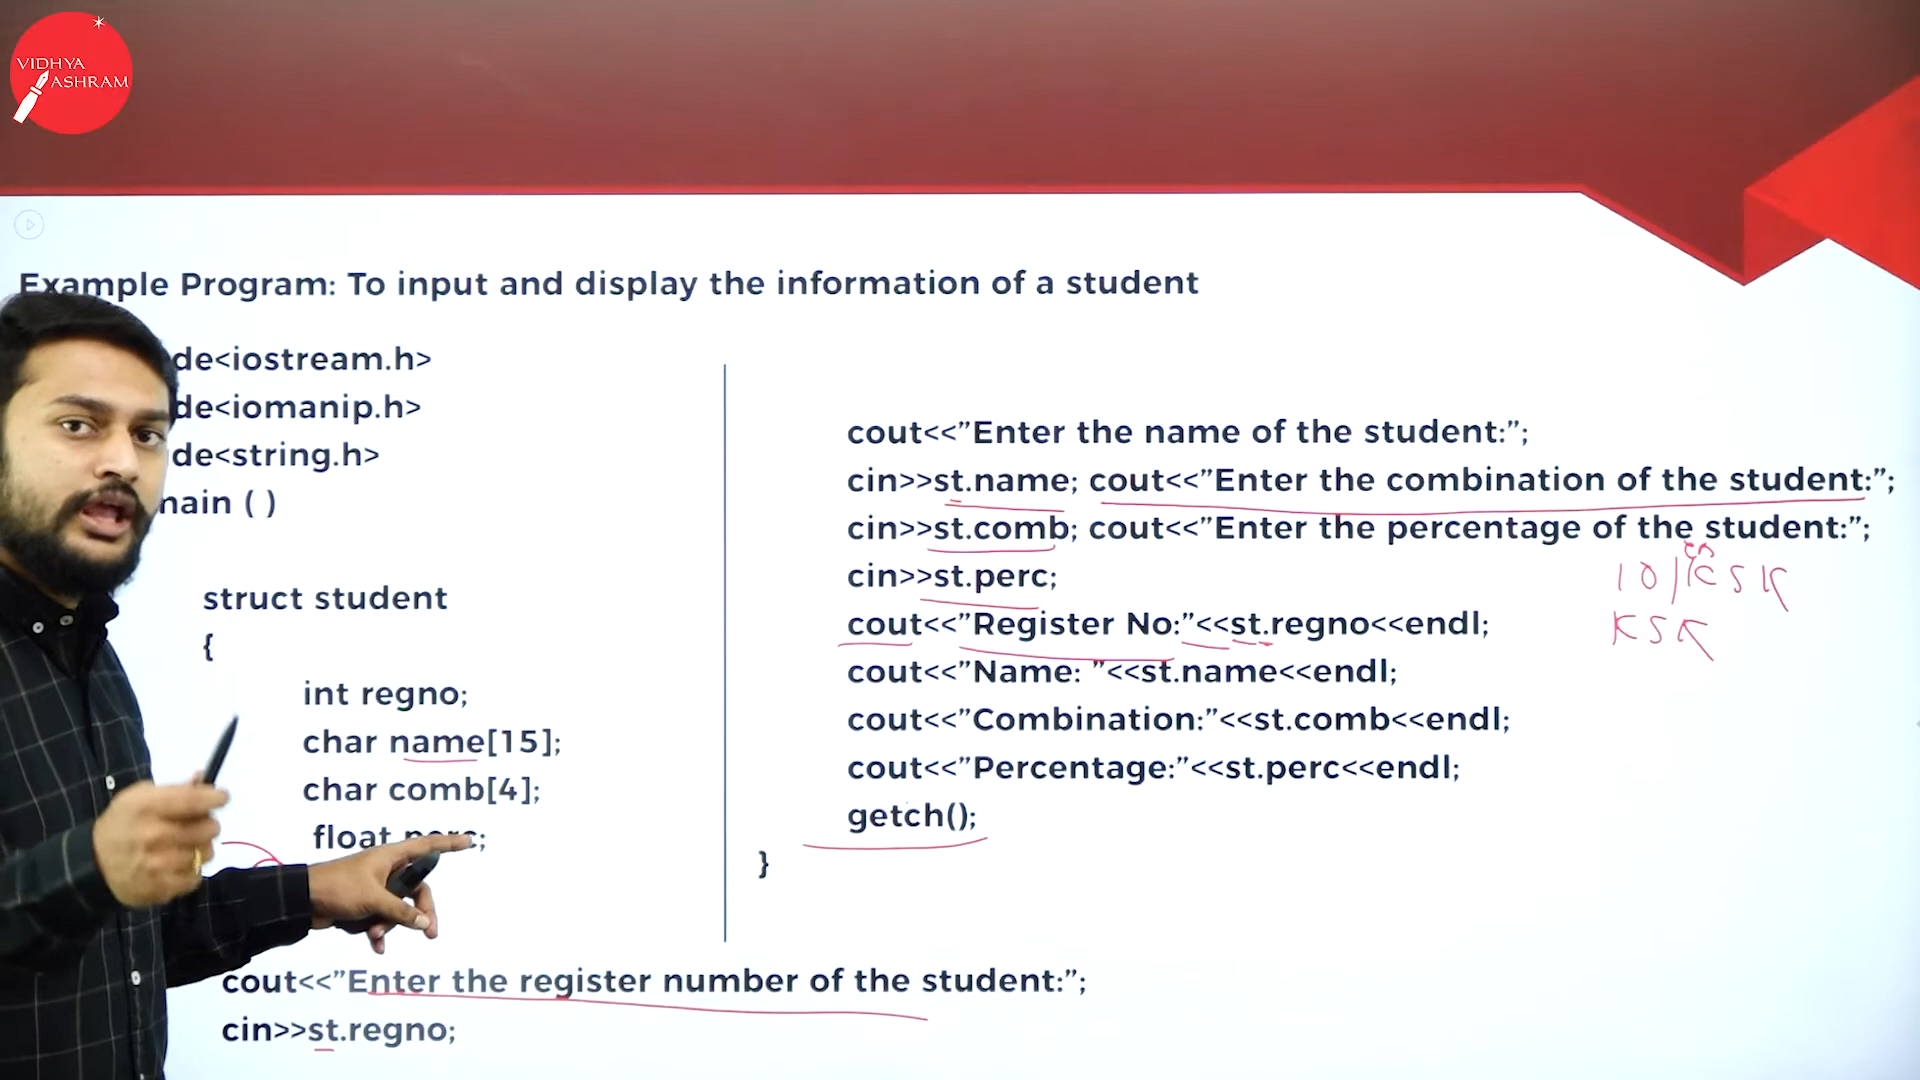 VIDHYA
ASHRAM
Example Program: To input and display the information of a student
de<iostream.h>
de<iomanip.h>
de<string.h>
main ( )
struct student
{
int regno;
char name[15];
char comb[4];
float perc;
cout<<”Enter the register number of the student:”;
cin>>st.regno;
cout<<”Enter the name of the student:”;
cin>>st.name; cout<<”Enter the combination of the student:”;
cin>>st.comb; cout<<”Enter the percentage of the student:”;
cin>>st.perc;
cout<<”Register No:”<<st.regno<<endl;
cout<<”Name: ”<<st.name<<endl;
cout<<”Combination:”<<st.comb<<endl;
cout<<”Percentage:”<<st.perc<<endl;
getch();
}
KSK